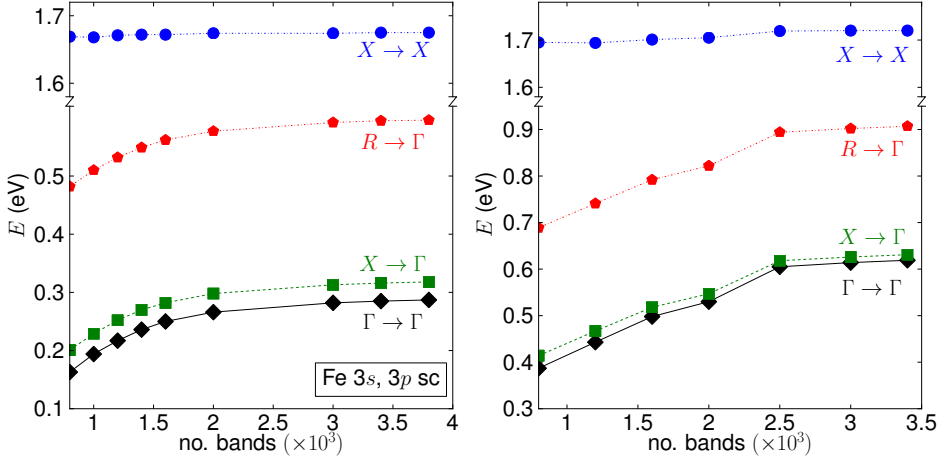 1.7
1.6
0.5
0.4
0.3
0.2
0.1
E (eV)
X → X
R → Γ
X → Γ
Γ → Γ
Fe 3s, 3p sc
1 1.5 2 2.5 3 3.5 4
no. bands (×10³)
1.7
1.6
0.9
0.8
0.7
0.6
0.5
0.4
0.3
E (eV)
X → X
R → Γ
X → Γ
Γ → Γ
1 1.5 2 2.5 3 3.5
no. bands (×10³)